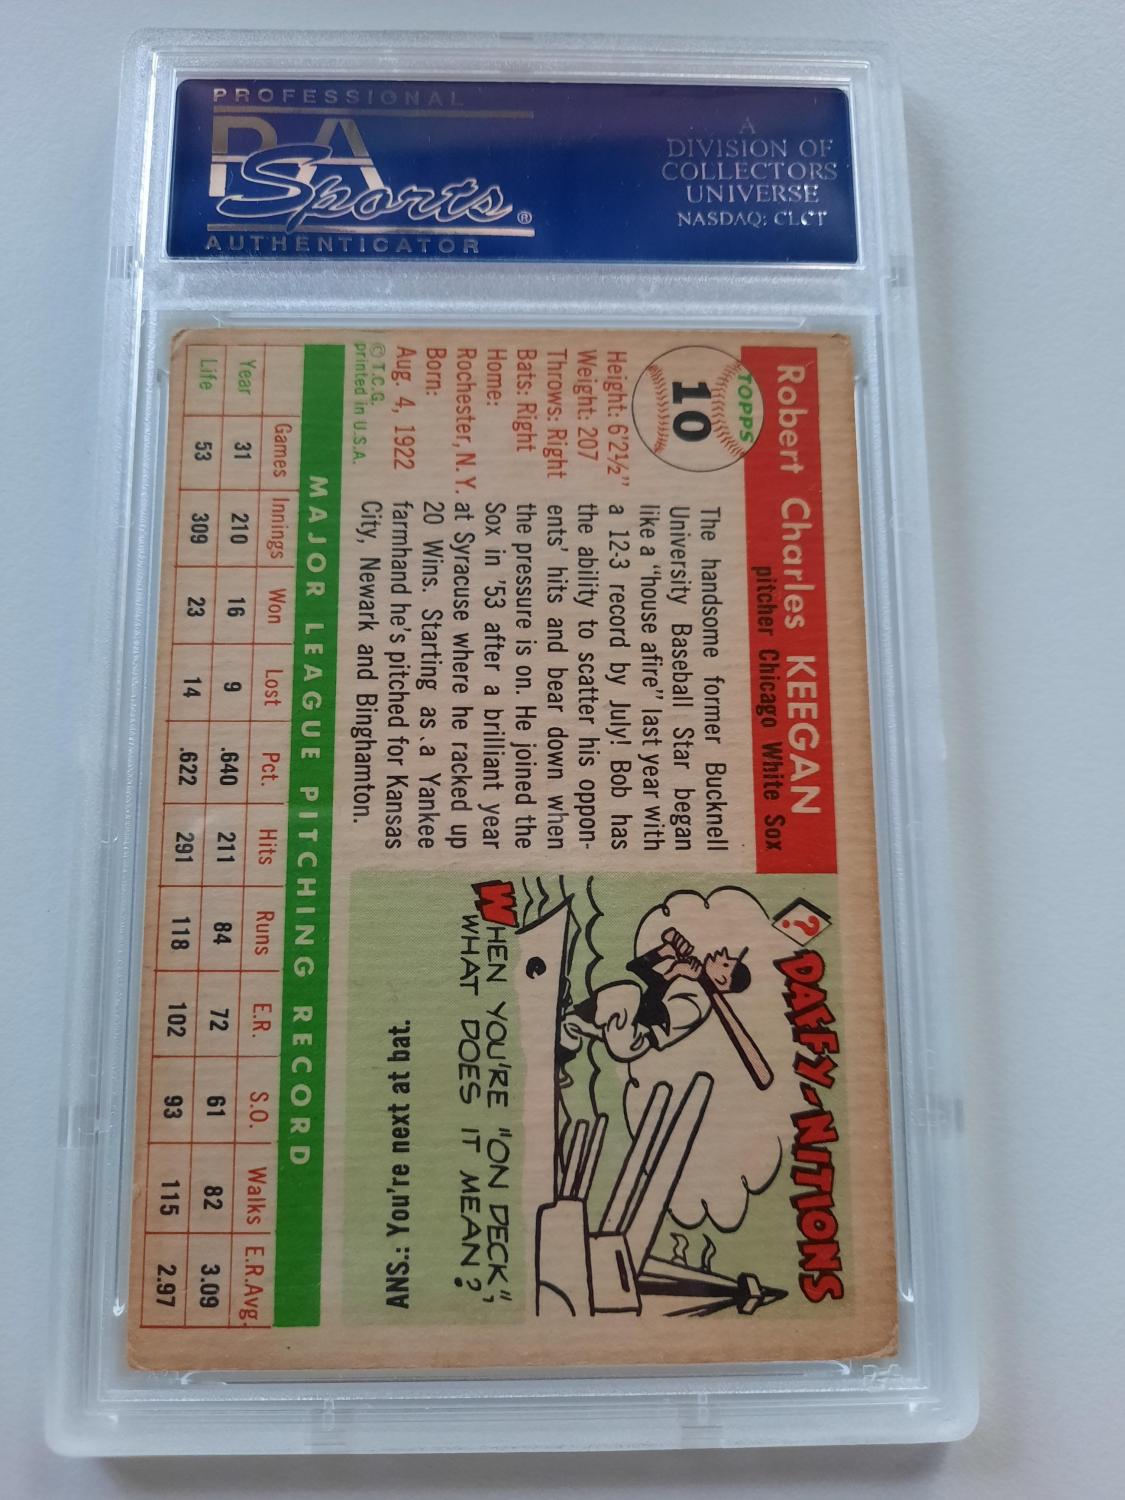 PROFESSIONAL
PSA
Sports®
AUTHENTICATOR
A
DIVISION OF
COLLECTORS
UNIVERSE
NASDAQ: CLCT
Robert Charles KEEGAN
pitcher Chicago White Sox
TOPPS
10
Height: 6'2½"
Weight: 207
Throws: Right
Bats: Right
Home:
Rochester, N. Y.
Born:
Aug. 4, 1922
© T.C.G.
printed in U.S.A.
The handsome former Bucknell
University Baseball Star began
like a "house afire" last year with
a 12-3 record by July! Bob has
the ability to scatter his oppon-
ents' hits and bear down when
the pressure is on. He joined the
Sox in '53 after a brilliant year
at Syracuse where he racked up
20 Wins. Starting as a Yankee
farmhand he's pitched for Kansas
City, Newark and Binghamton.
? DAFFY-NITIONS
WHEN YOU'RE "ON DECK",
WHAT DOES IT MEAN?
ANS.: You're next at bat.
MAJOR LEAGUE PITCHING RECORD
Games Innings Won Lost Pct. Hits Runs E.R. S.O. Walks E.R.Avg.
Year 31 210 16 9 .640 211 84 72 61 82 3.09
Life 53 309 23 14 .622 291 118 102 93 115 2.97